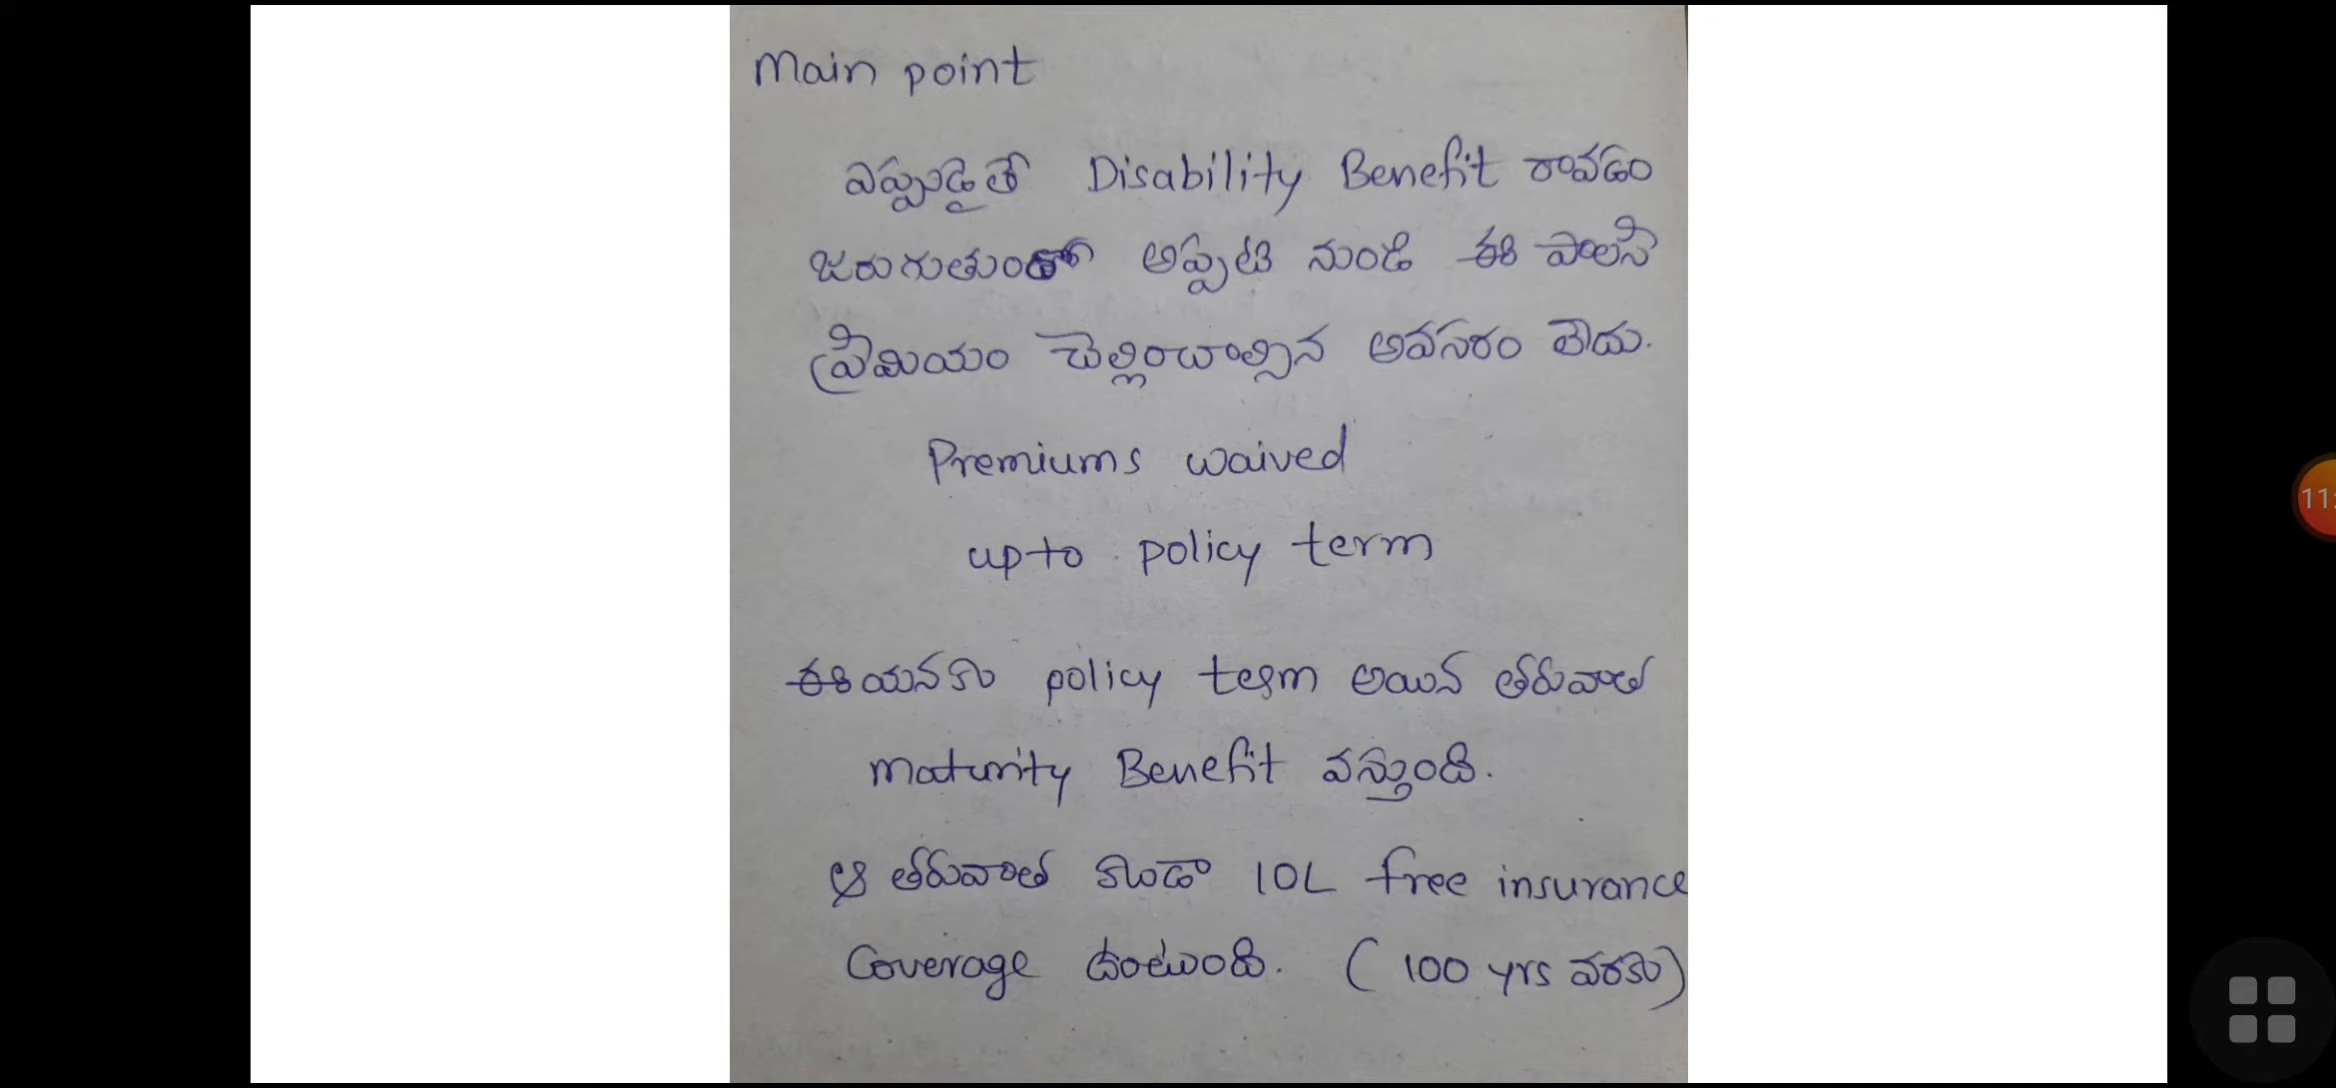 Main point
ఎప్పుడైతే Disability Benefit రావడం
జరుగుతుందో అప్పటి నుండి ఈ పాలసీ
ప్రీమియం చెల్లించాల్సిన అవసరం లేదు.
Premiums waived
upto policy term
ఈయనకు policy term అయిన తరువాత
maturity Benefit వస్తుంది.
ఆ తరువాత కుడా 10L free insurance
Coverage ఉంటుంది. (100 yrs వరకు)